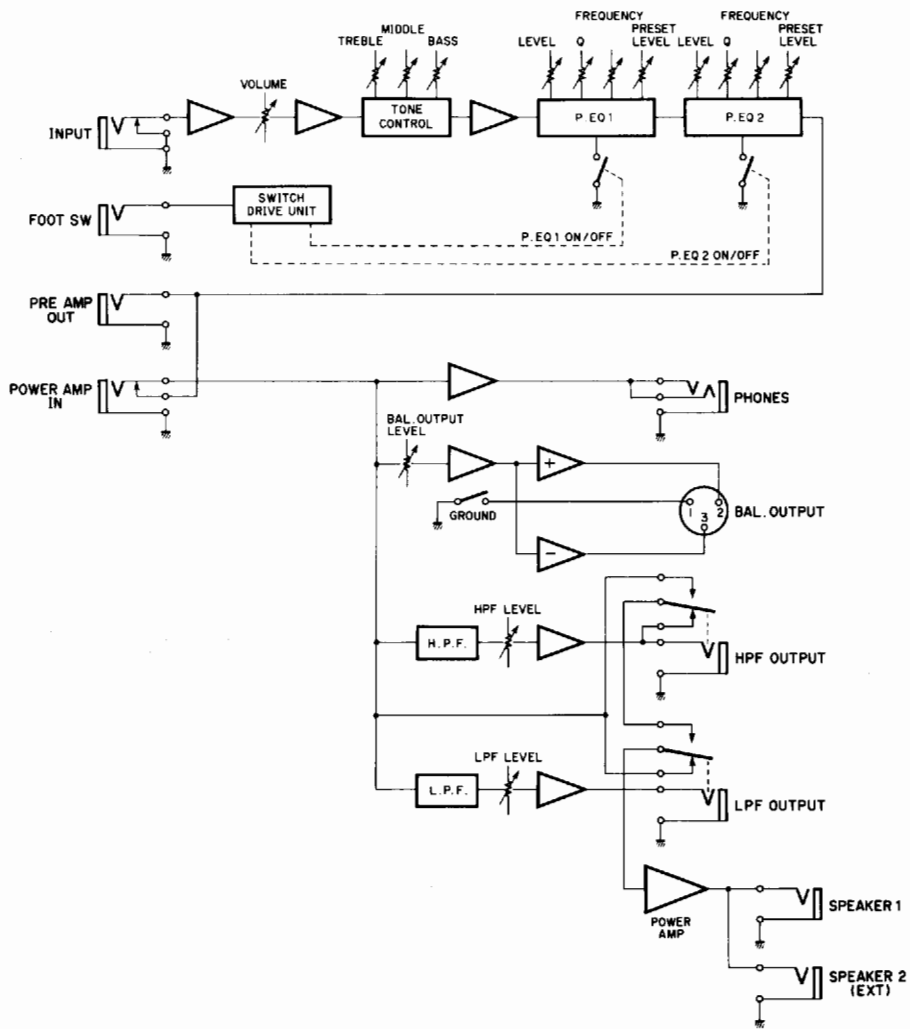 FREQUENCY
FREQUENCY
MIDDLE
TREBLE
BASS
LEVEL
Q
PRESET
LEVEL
LEVEL
Q
PRESET
LEVEL
VOLUME
INPUT
TONE
CONTROL
P.EQ1
P.EQ2
FOOT SW
SWITCH
DRIVE UNIT
P.EQ1 ON/OFF
P.EQ2 ON/OFF
PRE AMP
OUT
POWER AMP
IN
PHONES
BAL.OUTPUT
LEVEL
+
GROUND
1
3
2
BAL.OUTPUT
−
HPF LEVEL
H.P.F.
HPF OUTPUT
LPF LEVEL
L.P.F.
LPF OUTPUT
POWER
AMP
SPEAKER 1
SPEAKER 2
(EXT)